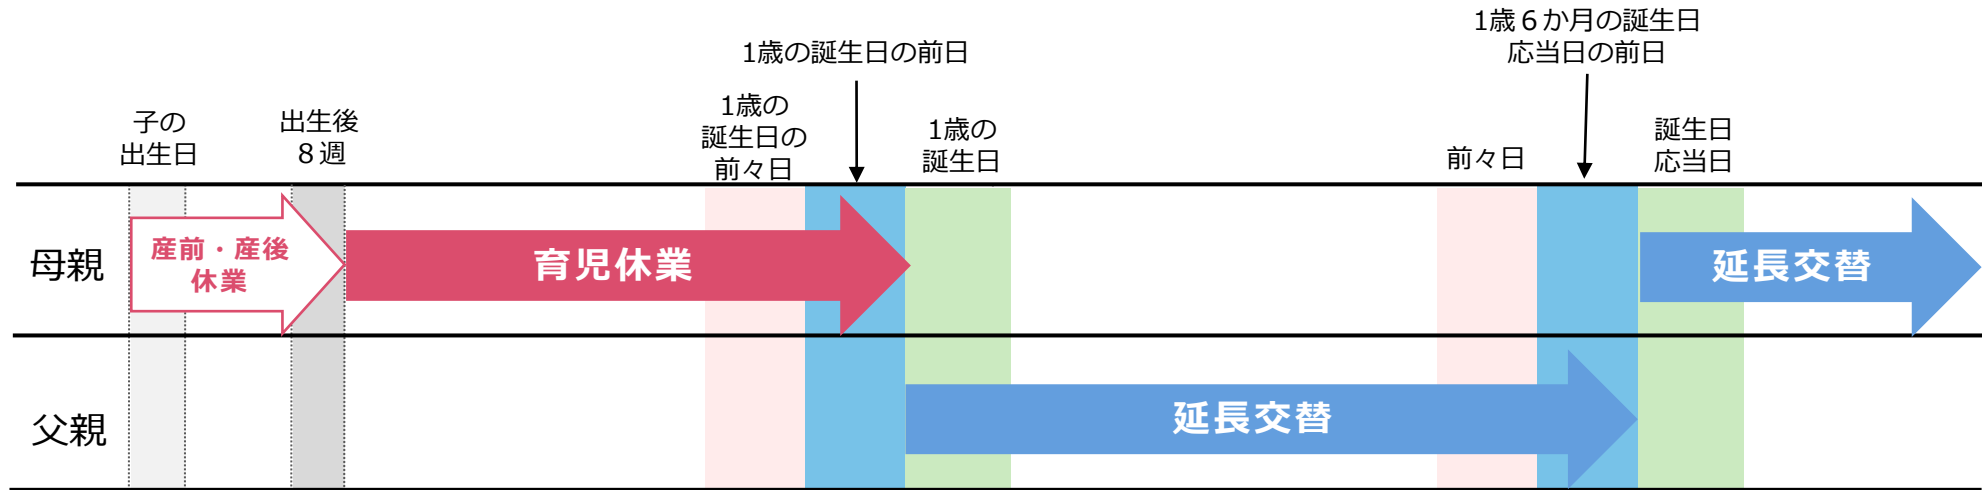 1歳の誕生日の前日
1歳６か月の誕生日
応当日の前日
子の
出生日
出生後
８週
1歳の
誕生日の
前々日
1歳の
誕生日
前々日
誕生日
応当日
母親
産前・産後
休業
育児休業
延長交替
父親
延長交替